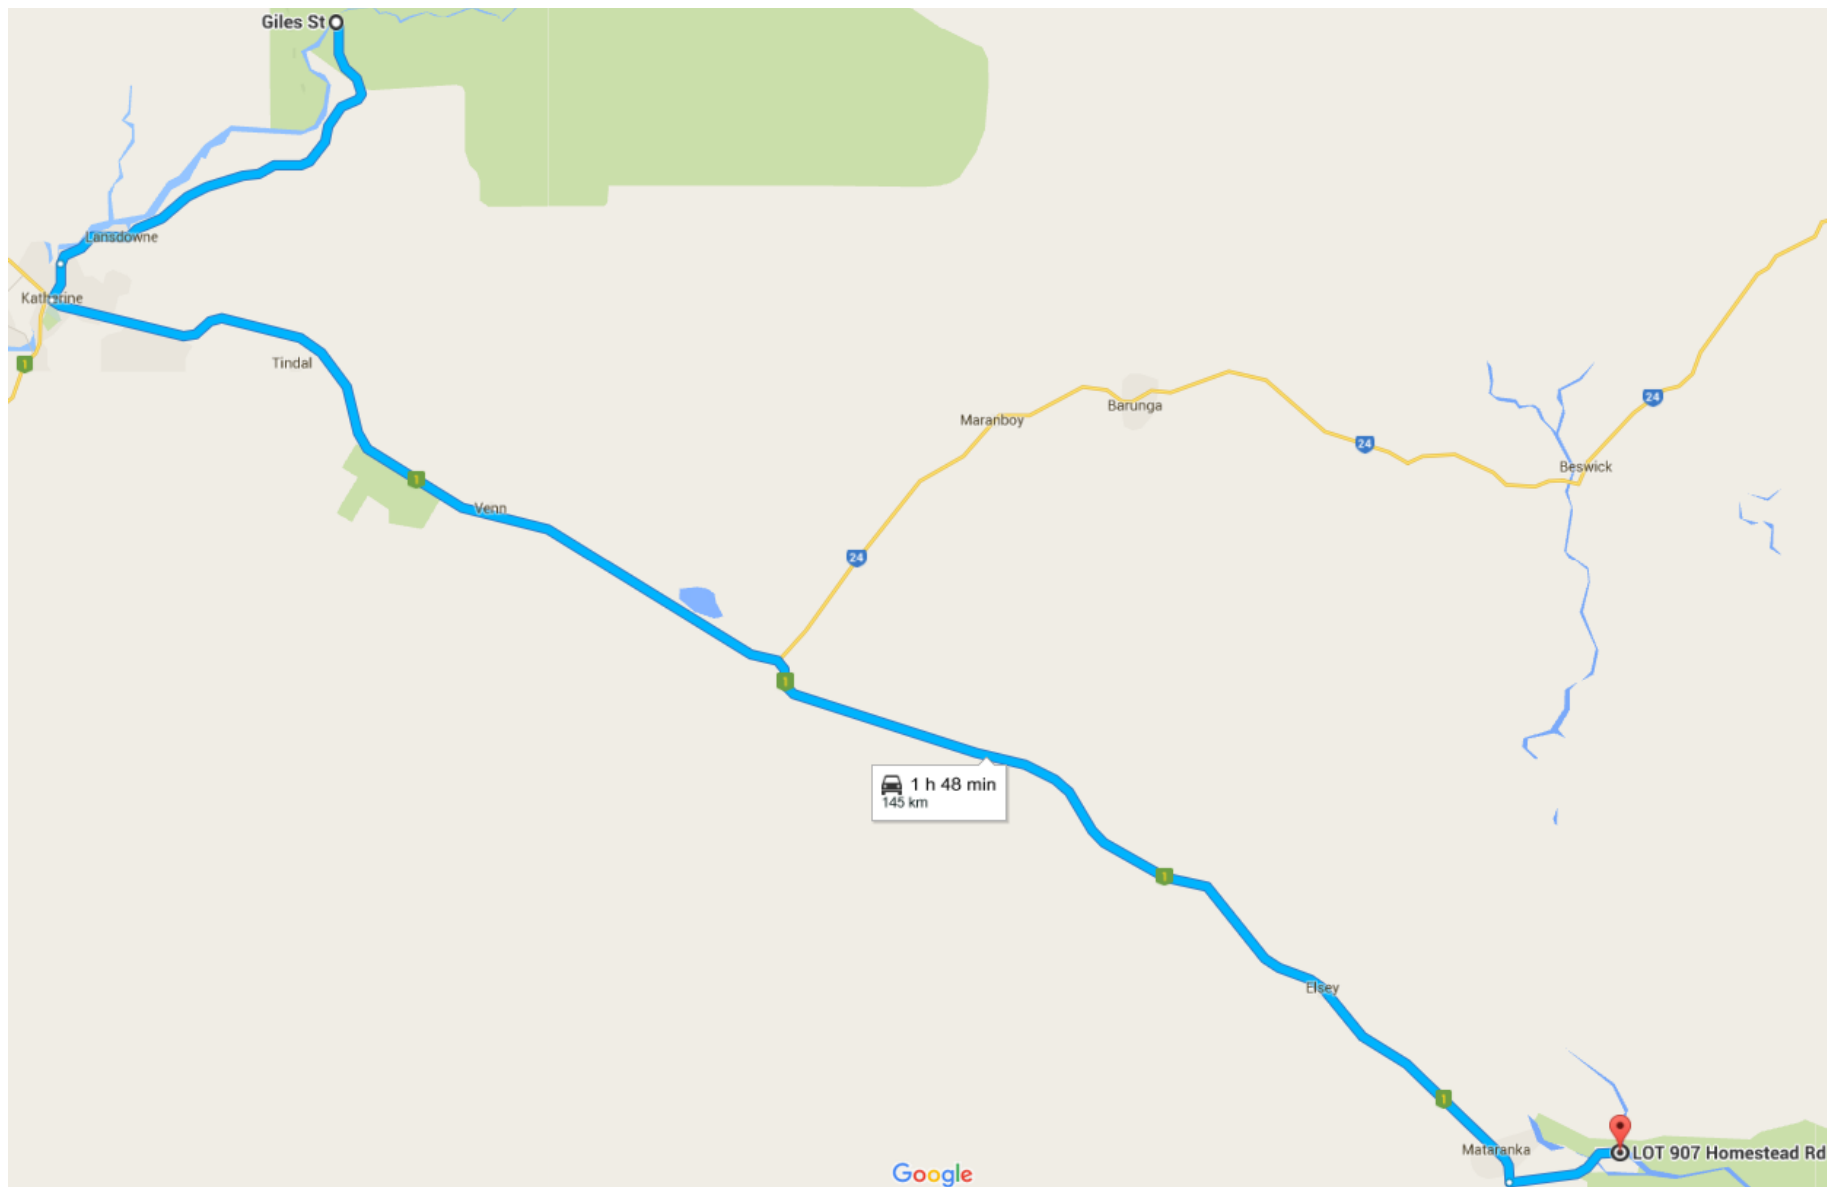 Giles St
Lansdowne
Katherine
Tindal
1
1
Venn
Maranboy
Barunga
24
24
24
Beswick
1
1 h 48 min
145 km
1
Elsey
1
Mataranka
LOT 907 Homestead Rd
Google